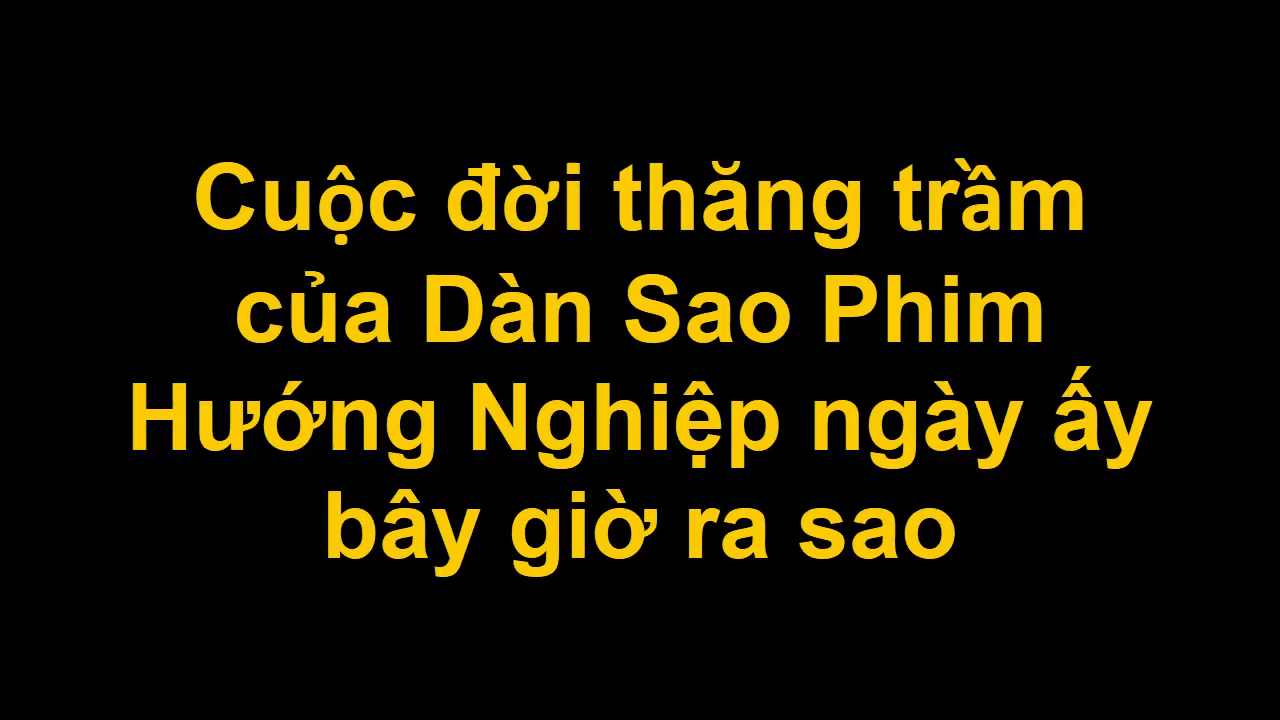 Cuộc đời thăng trầm
của Dàn Sao Phim
Hướng Nghiệp ngày ấy
bây giờ ra sao